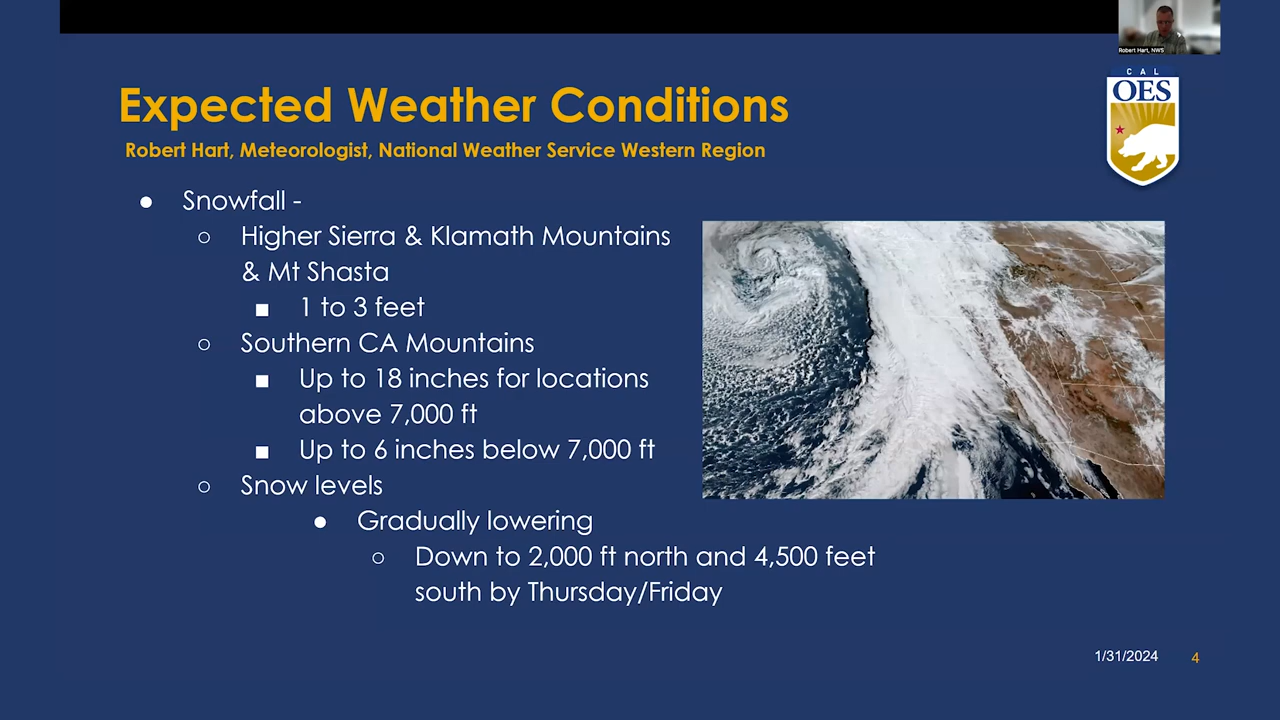 Robert Hart, NWS
CAL
OES
Expected Weather Conditions
Robert Hart, Meteorologist, National Weather Service Western Region
● Snowfall -
○ Higher Sierra & Klamath Mountains
& Mt Shasta
■ 1 to 3 feet
○ Southern CA Mountains
■ Up to 18 inches for locations
above 7,000 ft
■ Up to 6 inches below 7,000 ft
○ Snow levels
● Gradually lowering
○ Down to 2,000 ft north and 4,500 feet
south by Thursday/Friday
1/31/2024 4